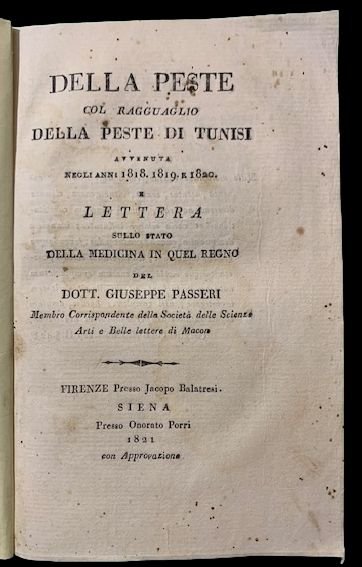 DELLA PESTE
COL RAGGUAGLIO
DELLA PESTE DI TUNISI
AVVENUTA
NEGLI ANNI 1818. 1819. E 1820.
E
LETTERA
SULLO STATO
DELLA MEDICINA IN QUEL REGNO
DEL
DOTT. GIUSEPPE PASSERI
Membro Corrispondente della Società delle Scienze
Arti e Belle lettere di Macon
FIRENZE Presso Jacopo Balatresi.
SIENA
Presso Onorato Porri
1821
con Approvazione